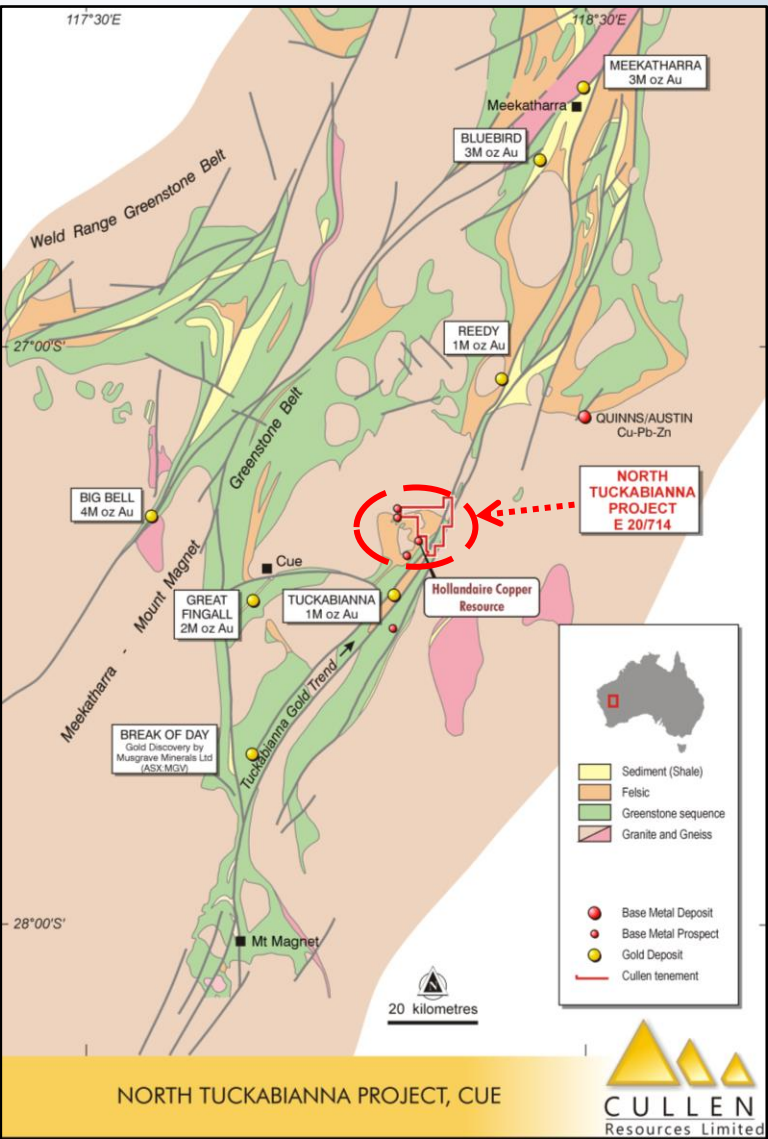 117°30'E
118°30'E
MEEKATHARRA
3M oz Au
Meekatharra
BLUEBIRD
3M oz Au
Weld Range Greenstone Belt
27°00'S'
REEDY
1M oz Au
QUINNS/AUSTIN
Cu-Pb-Zn
Greenstone Belt
NORTH
TUCKABIANNA
PROJECT
E 20/714
BIG BELL
4M oz Au
Cue
Hollandaire Copper
Resource
GREAT
FINGALL
2M oz Au
TUCKABIANNA
1M oz Au
Meekatharra - Mount Magnet
Tuckabianna Gold Trend
BREAK OF DAY
Gold Discovery by
Musgrave Minerals Ltd
(ASX:MGV)
Sediment (Shale)
Felsic
Greenstone sequence
Granite and Gneiss
Base Metal Deposit
Base Metal Prospect
Gold Deposit
Cullen tenement
28°00'S'
Mt Magnet
N
20 kilometres
NORTH TUCKABIANNA PROJECT, CUE
CULLEN
Resources Limited